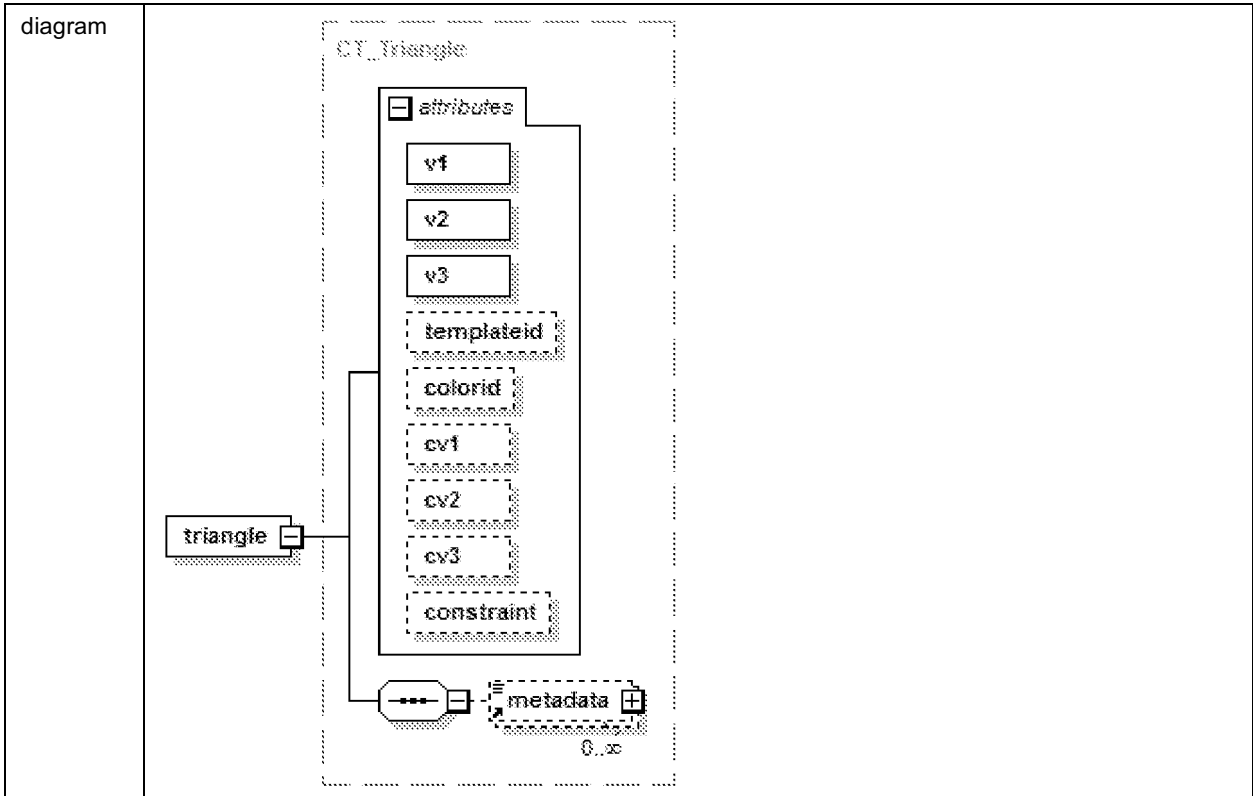 diagram
CT_Triangle
attributes
v1
v2
v3
templateid
colorid
cv1
cv2
cv3
constraint
triangle
metadata
0..∞